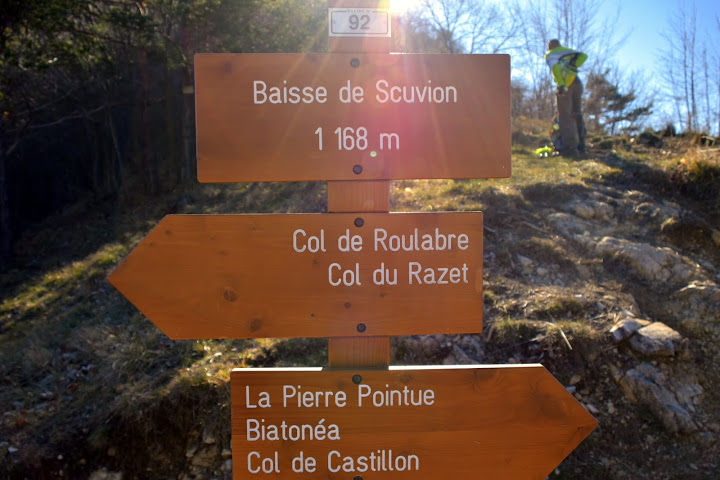 92
Baisse de Scuvion
1 168 m
Col de Roulabre
Col du Razet
La Pierre Pointue
Biatonéa
Col de Castillon